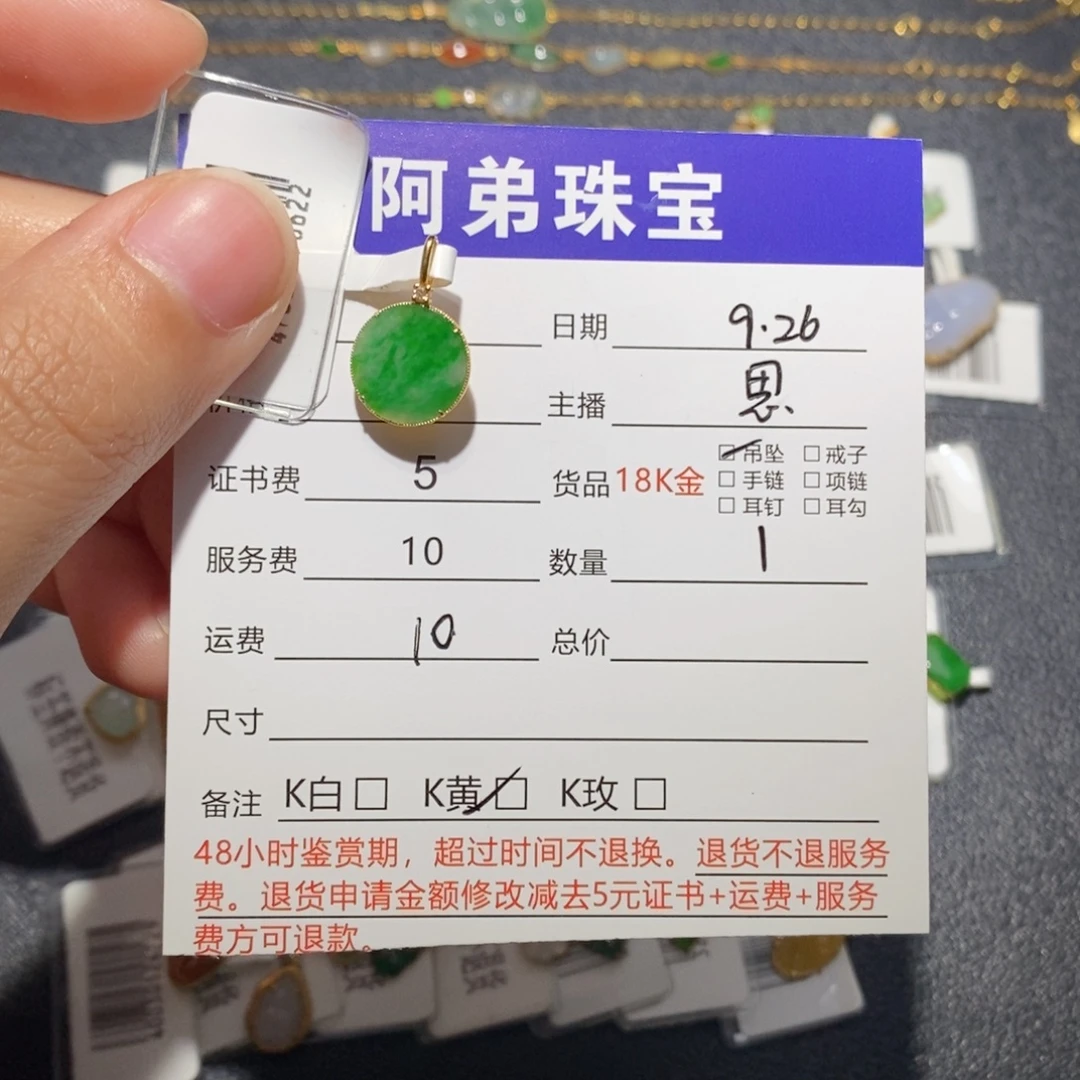 阿弟珠宝
日期 9.26
主播 思
证书费 5 货品 18K金 吊坠 戒子
手链 项链
耳钉 耳勾
服务费 10 数量 1
运费 10 总价
尺寸
备注 K白 K黄 K玫
48小时鉴赏期，超过时间不退换。退货不退服务
费。退货申请金额修改减去5元证书+运费+服务
费方可退款。